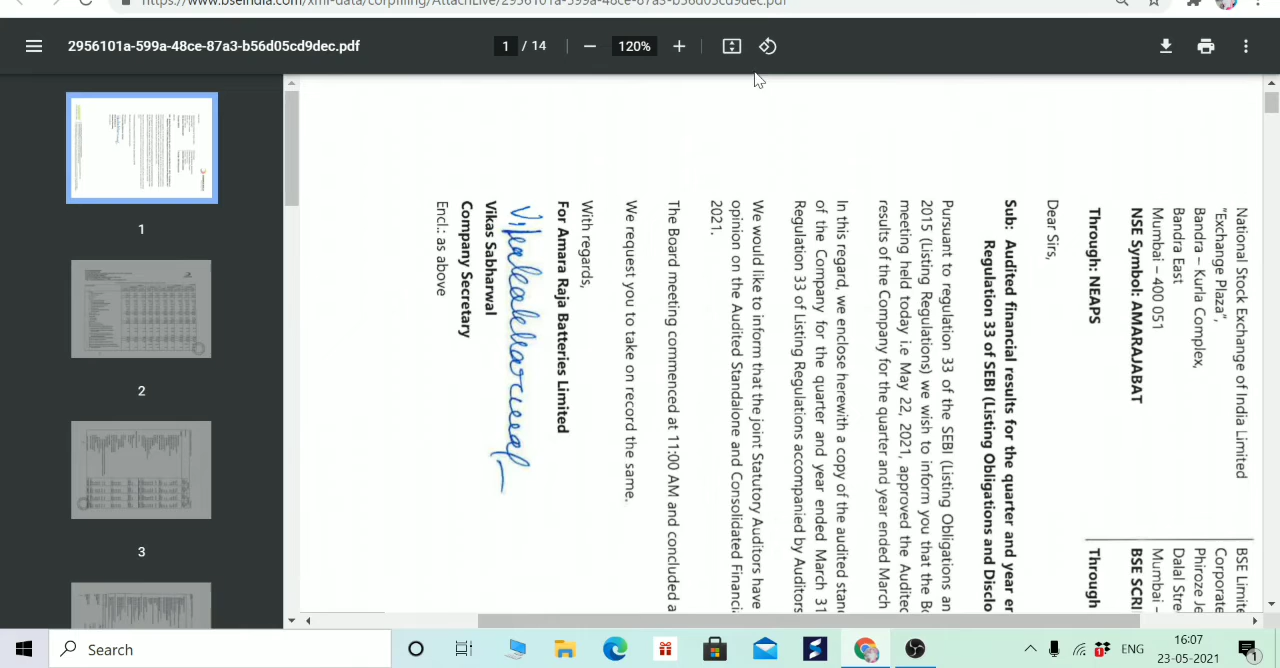 https://www.bseindia.com/xml-data/corpfiling/AttachLive/2956101a-599a-48ce-87a3-b56d05cd9dec.pdf
2956101a-599a-48ce-87a3-b56d05cd9dec.pdf
1 / 14
120%
1
2
3
National Stock Exchange of India Limited
"Exchange Plaza",
Bandra – Kurla Complex,
Bandra East
Mumbai – 400 051
NSE Symbol: AMARAJABAT
Through: NEAPS
BSE Limite
Corporate
Phiroze Je
Dalal Stre
Mumbai –
BSE SCRI
Through
Dear Sirs,
Sub: Audited financial results for the quarter and year er
Regulation 33 of SEBI (Listing Obligations and Disclo
Pursuant to regulation 33 of the SEBI (Listing Obligations an
2015 (Listing Regulations) we wish to inform you that the Bo
meeting held today i.e May 22, 2021, approved the Audited
results of the Company for the quarter and year ended March
In this regard, we enclose herewith a copy of the audited stan
of the Company for the quarter and year ended March 31
Regulation 33 of Listing Regulations accompanied by Auditors
We would like to inform that the joint Statutory Auditors have
opinion on the Audited Standalone and Consolidated Financi
2021.
The Board meeting commenced at 11:00 AM and concluded a
We request you to take on record the same.
With regards,
For Amara Raja Batteries Limited
Vikas Sabharwal
Company Secretary
Encl.: as above
Search
ENG
16:07
23-05-2021
1